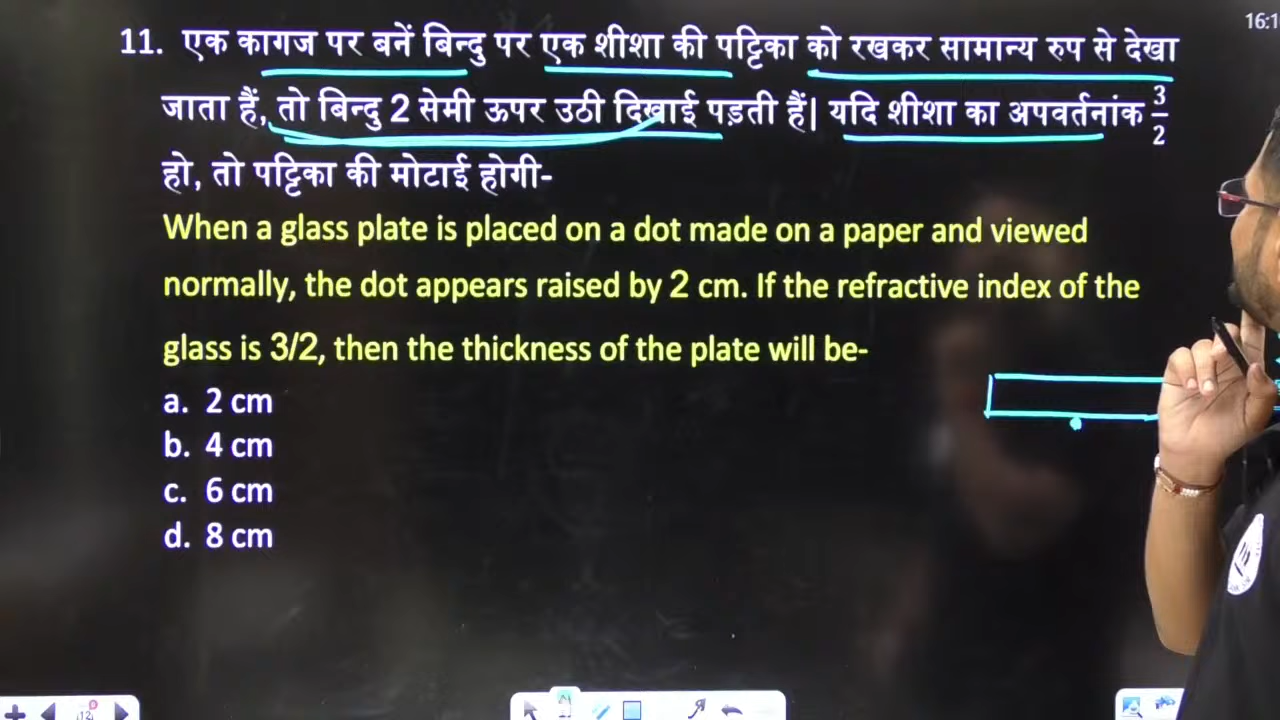 16:1
11. एक कागज पर बनें बिन्दु पर एक शीशा की पट्टिका को रखकर सामान्य रुप से देखा
जाता हैं, तो बिन्दु 2 सेमी ऊपर उठी दिखाई पड़ती हैं| यदि शीशा का अपवर्तनांक 3/2
हो, तो पट्टिका की मोटाई होगी-
When a glass plate is placed on a dot made on a paper and viewed
normally, the dot appears raised by 2 cm. If the refractive index of the
glass is 3/2, then the thickness of the plate will be-
a. 2 cm
b. 4 cm
c. 6 cm
d. 8 cm